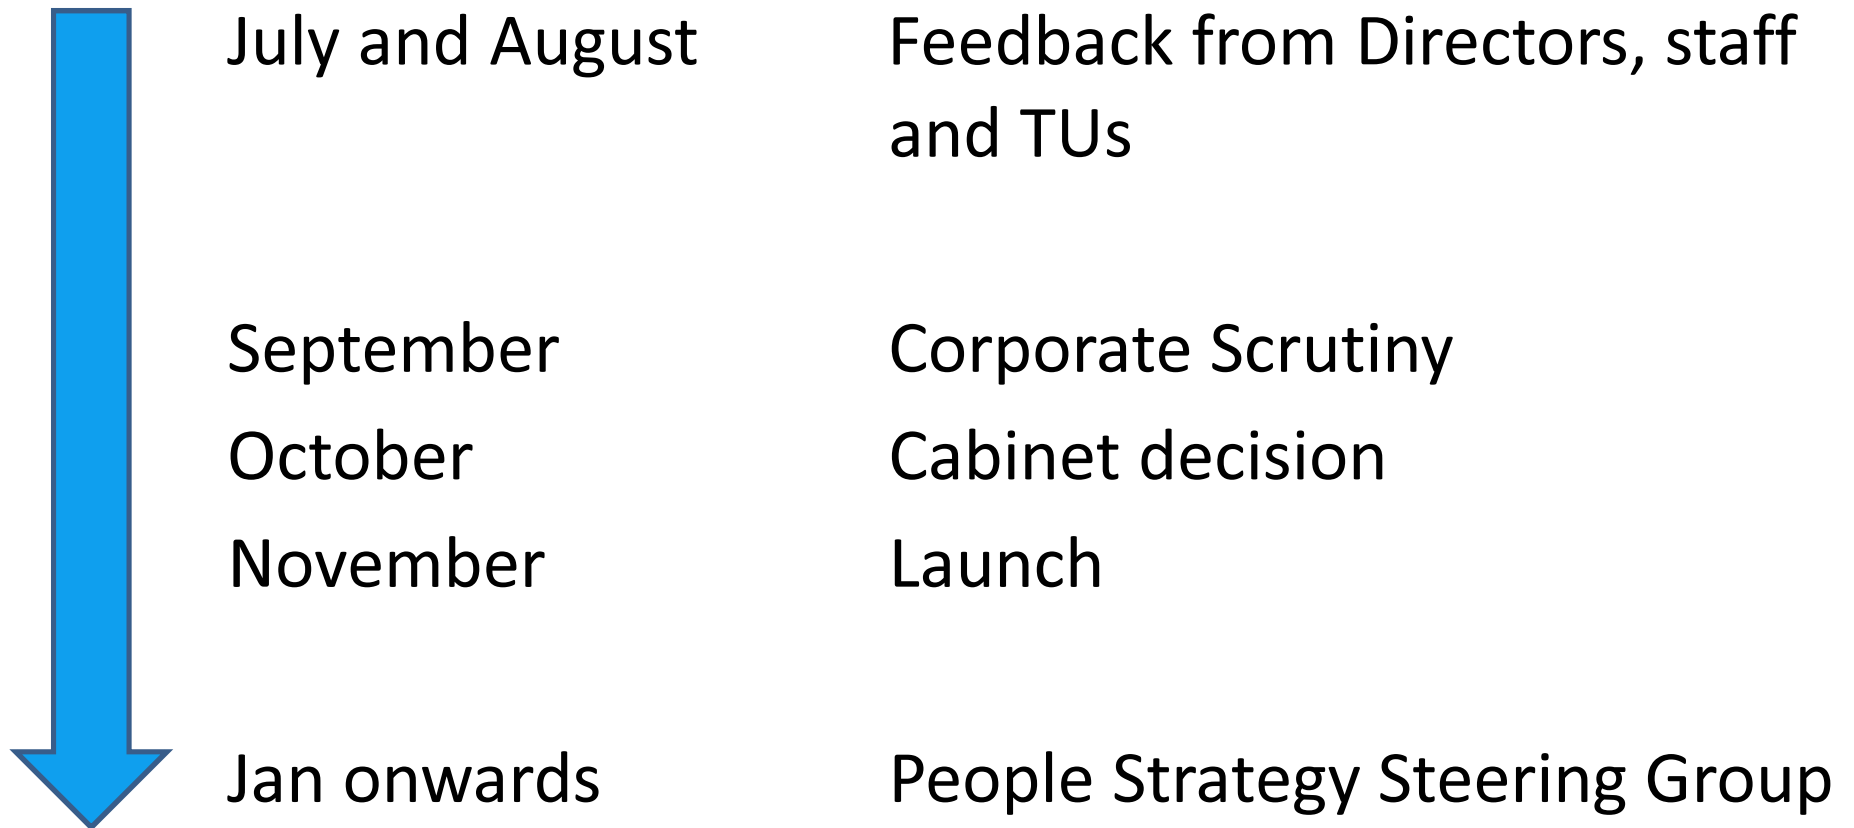 July and August Feedback from Directors, staff
and TUs
September Corporate Scrutiny
October Cabinet decision
November Launch
Jan onwards People Strategy Steering Group